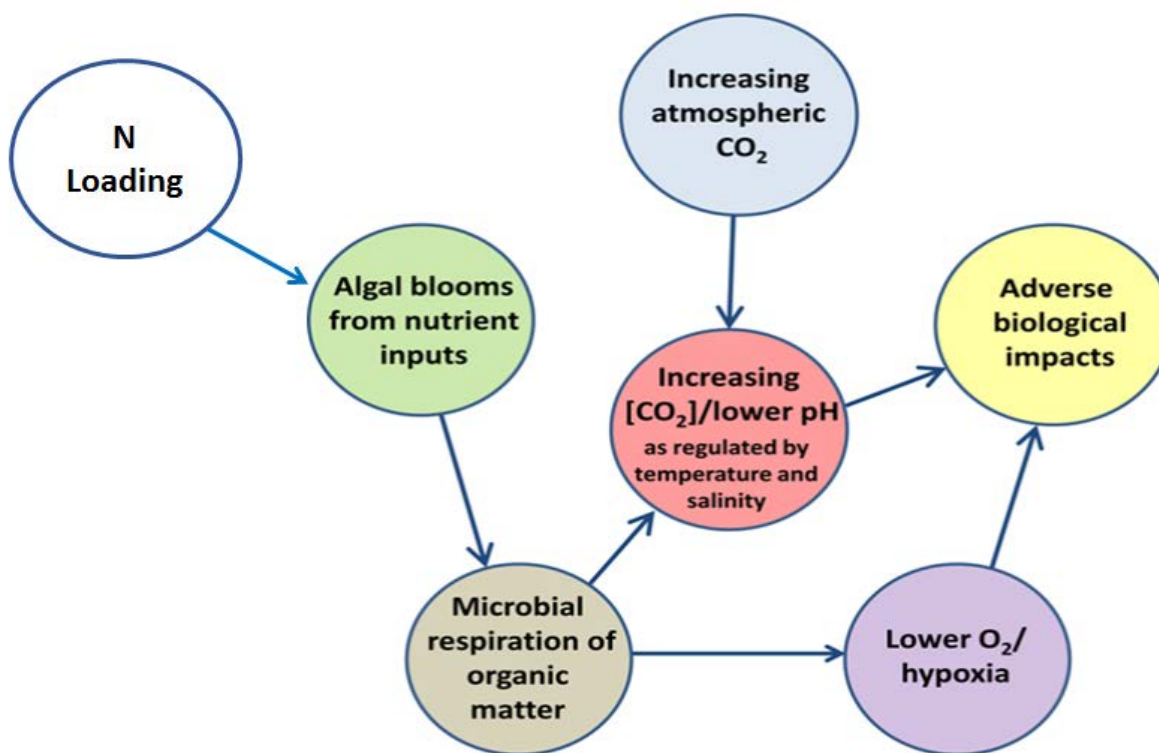 N
Loading
Increasing
atmospheric
CO₂
Algal blooms
from nutrient
inputs
Increasing
[CO₂]/lower pH
as regulated by
temperature and
salinity
Adverse
biological
impacts
Microbial
respiration of
organic
matter
Lower O₂/
hypoxia